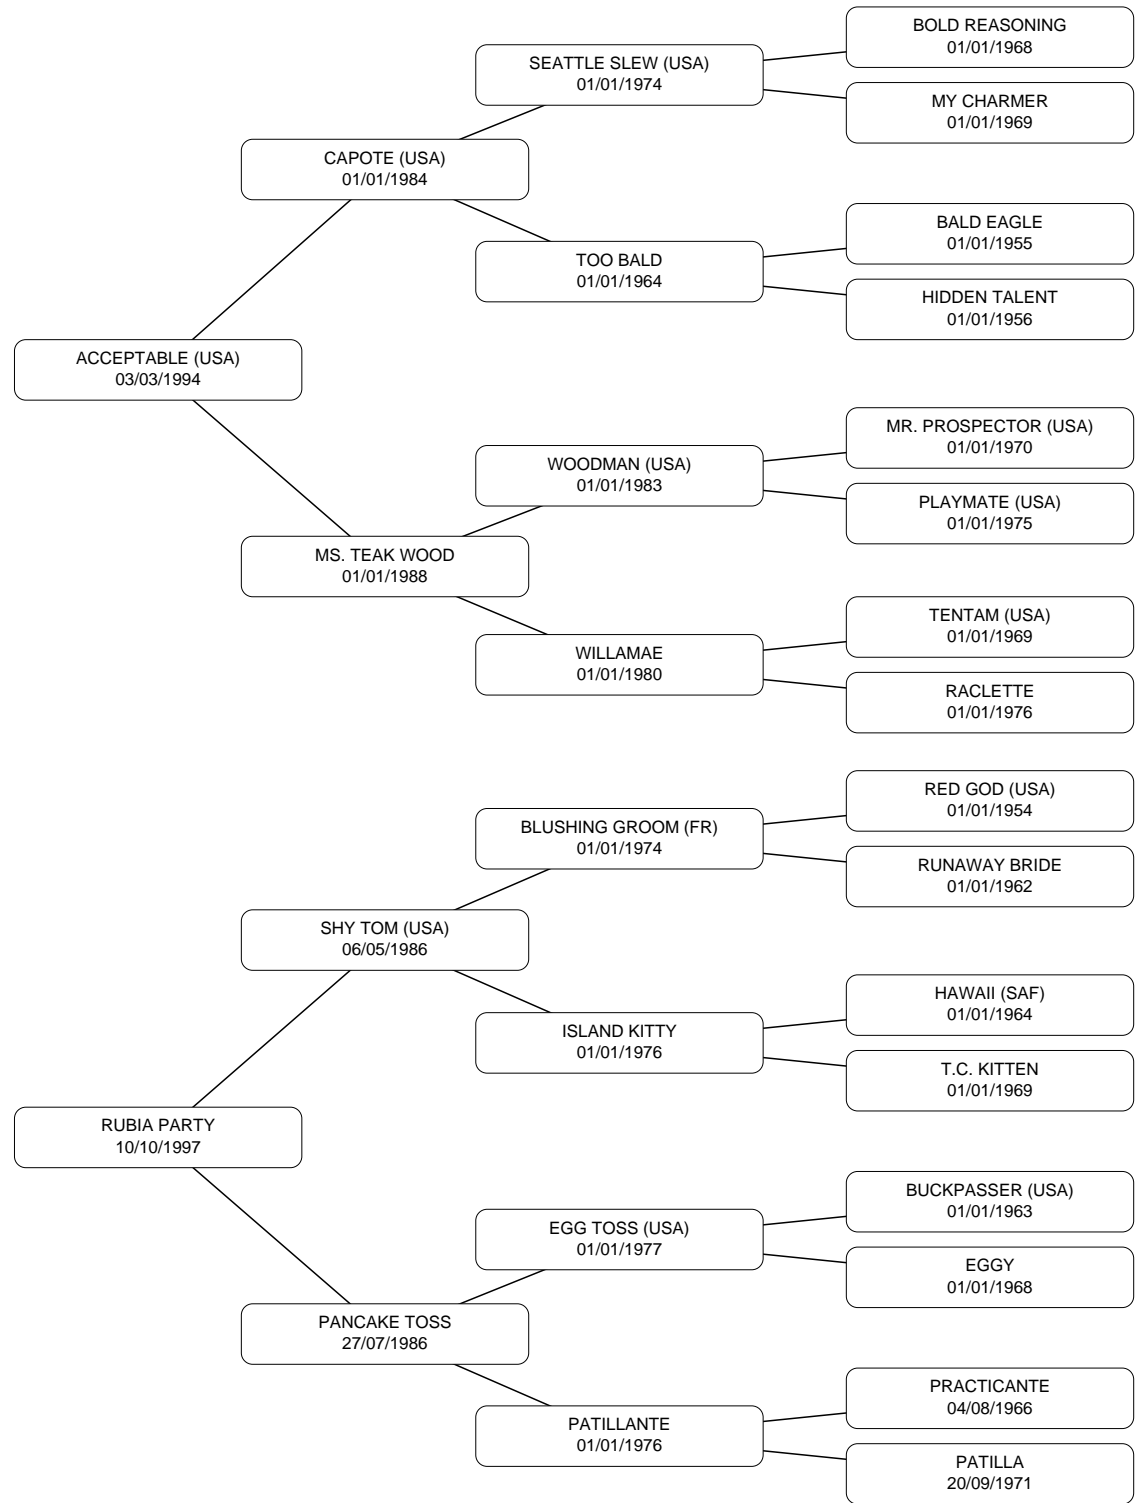 BOLD REASONING
01/01/1968
SEATTLE SLEW (USA)
01/01/1974
MY CHARMER
01/01/1969
CAPOTE (USA)
01/01/1984
BALD EAGLE
01/01/1955
TOO BALD
01/01/1964
HIDDEN TALENT
01/01/1956
ACCEPTABLE (USA)
03/03/1994
MR. PROSPECTOR (USA)
01/01/1970
WOODMAN (USA)
01/01/1983
PLAYMATE (USA)
01/01/1975
MS. TEAK WOOD
01/01/1988
TENTAM (USA)
01/01/1969
WILLAMAE
01/01/1980
RACLETTE
01/01/1976
RED GOD (USA)
01/01/1954
BLUSHING GROOM (FR)
01/01/1974
RUNAWAY BRIDE
01/01/1962
SHY TOM (USA)
06/05/1986
HAWAII (SAF)
01/01/1964
ISLAND KITTY
01/01/1976
T.C. KITTEN
01/01/1969
RUBIA PARTY
10/10/1997
BUCKPASSER (USA)
01/01/1963
EGG TOSS (USA)
01/01/1977
EGGY
01/01/1968
PANCAKE TOSS
27/07/1986
PRACTICANTE
04/08/1966
PATILLANTE
01/01/1976
PATILLA
20/09/1971